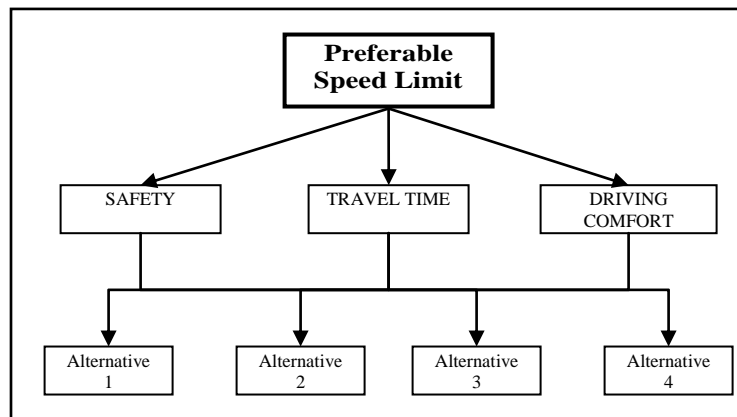 Preferable
Speed Limit
SAFETY
TRAVEL TIME
DRIVING
COMFORT
Alternative
1
Alternative
2
Alternative
3
Alternative
4